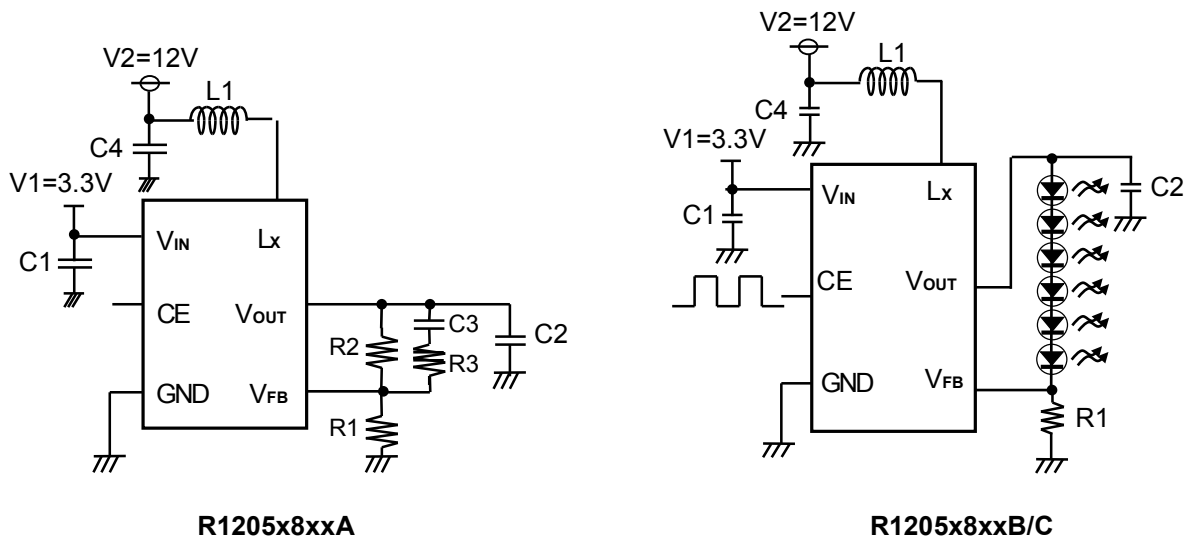 V2=12V
L1
C4
V1=3.3V
VIN
LX
C1
CE
VOUT
C3
R2
R3
C2
GND
VFB
R1
R1205x8xxA
V2=12V
L1
C4
V1=3.3V
VIN
LX
C1
C2
CE
VOUT
GND
VFB
R1
R1205x8xxB/C